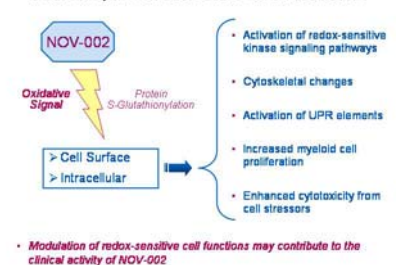 NOV-002
Oxidative
Signal
Protein
S-Glutathionylation
➢ Cell Surface
➢ Intracellular
• Activation of redox-sensitive
kinase signaling pathways
• Cytoskeletal changes
• Activation of UPR elements
• Increased myeloid cell
proliferation
• Enhanced cytotoxicity from
cell stressors
• Modulation of redox-sensitive cell functions may contribute to the
clinical activity of NOV-002